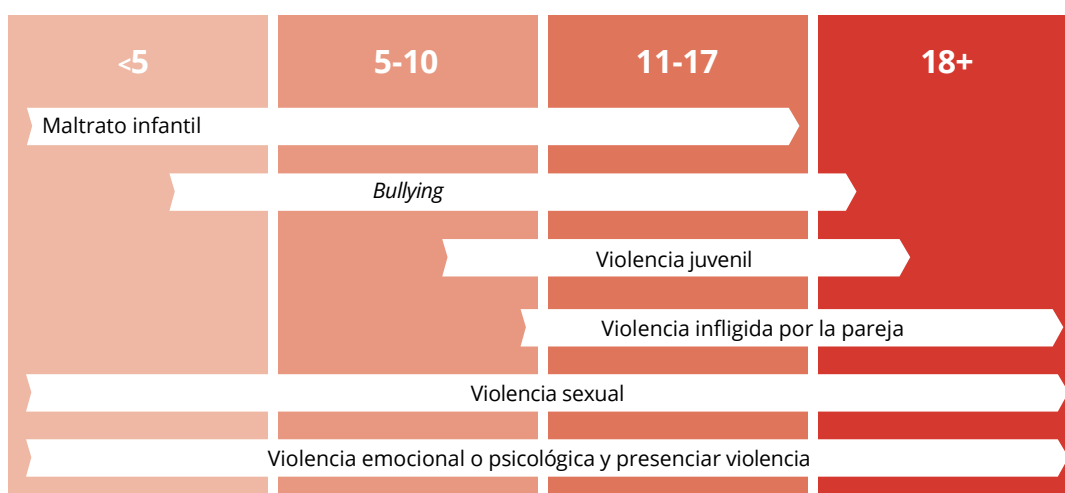 <5 5-10 11-17 18+
Maltrato infantil
Bullying
Violencia juvenil
Violencia infligida por la pareja
Violencia sexual
Violencia emocional o psicológica y presenciar violencia